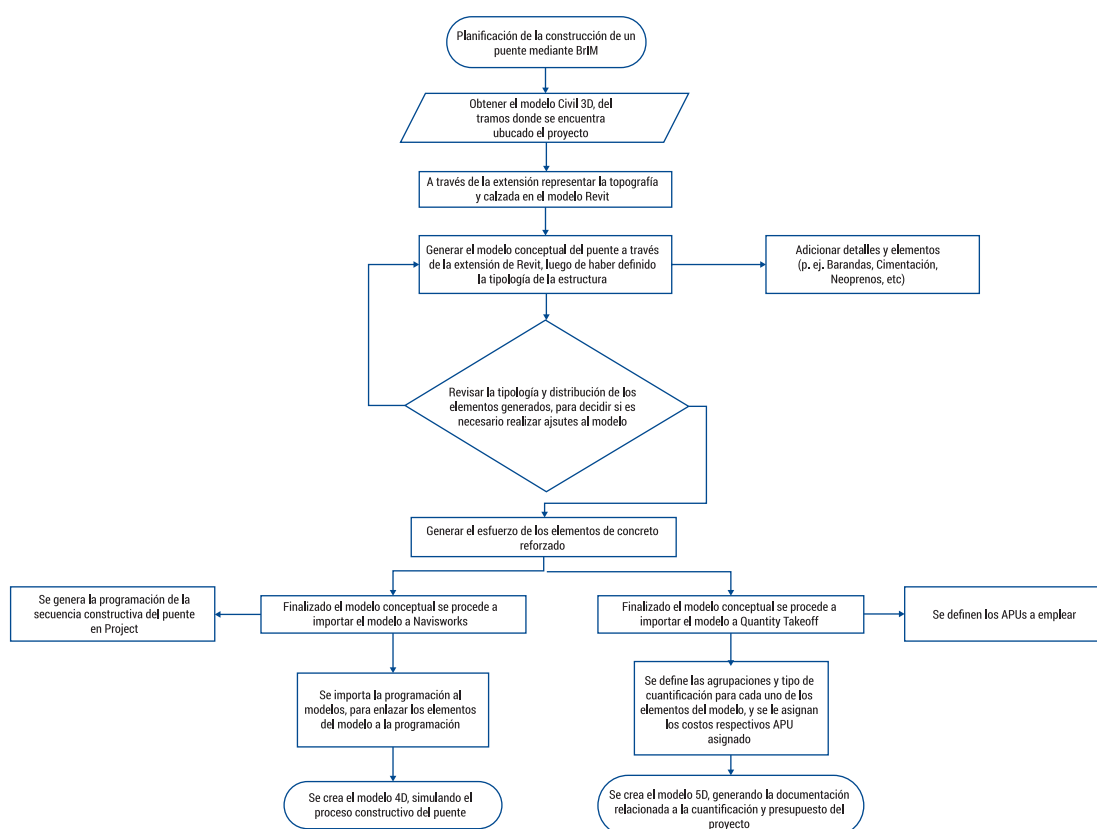 Planificación de la construcción de un
puente mediante BrIM
Obtener el modelo Civil 3D, del
tramos donde se encuentra
ubucado el proyecto
A través de la extensión representar la topografía
y calzada en el modelo Revit
Generar el modelo conceptual del puente a través
de la extensión de Revit, luego de haber definido
la tipología de la estructura
Adicionar detalles y elementos
(p. ej. Barandas, Cimentación,
Neoprenos, etc)
Revisar la tipología y distribución de los
elementos generados, para decidir si es
necesario realizar ajsutes al modelo
Generar el esfuerzo de los elementos de concreto
reforzado
Se genera la programación de la
secuencia constructiva del puente
en Project
Finalizado el modelo conceptual se procede a
importar el modelo a Navisworks
Finalizado el modelo conceptual se procede a
importar el modelo a Quantity Takeoff
Se definen los APUs a emplear
Se importa la programación al
modelos, para enlazar los elementos
del modelo a la programación
Se define las agrupaciones y tipo de
cuantificación para cada uno de los
elementos del modelo, y se le asignan
los costos respectivos APU
asignado
Se crea el modelo 4D, simulando el
proceso constructivo del puente
Se crea el modelo 5D, generando la documentación
relacionada a la cuantificación y presupuesto del
proyecto